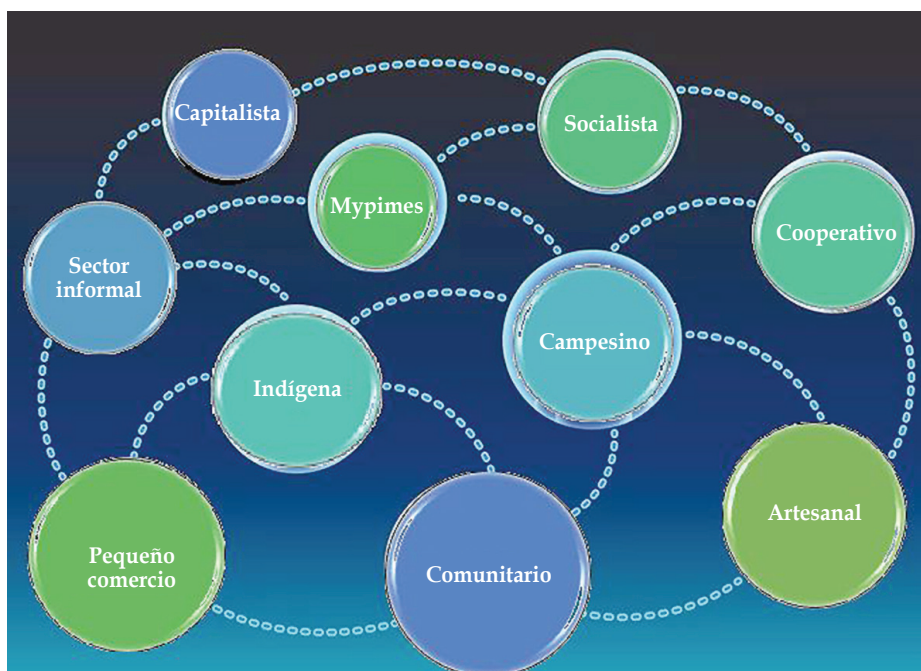 Capitalista
Socialista
Mypimes
Cooperativo
Sector
informal
Campesino
Indígena
Artesanal
Pequeño
comercio
Comunitario